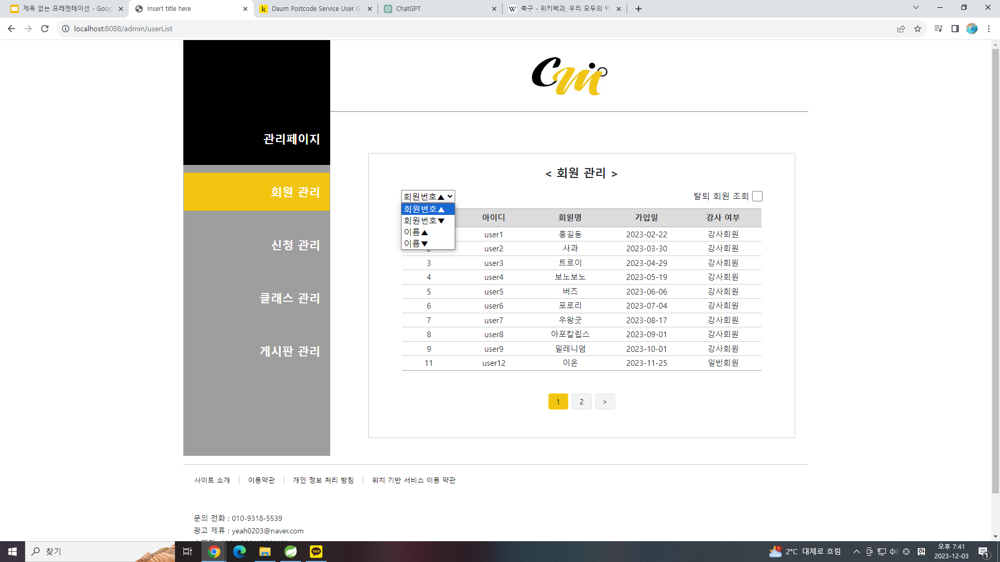 제목 없는 프레젠테이션 - Goog
Insert title here
Daum Postcode Service User G
ChatGPT
축구 - 위키백과, 우리 모두의 백
localhost:8088/admin/userList
Cm
관리페이지
회원 관리
신청 관리
클래스 관리
게시판 관리
< 회원 관리 >
회원번호▲
탈퇴 회원 조회
회원번호▲
회원번호▼
이름▲
이름▼
아이디 회원명 가입일 강사 여부
user1 홍길동 2023-02-22 강사회원
2 user2 사과 2023-03-30 강사회원
3 user3 트로이 2023-04-29 강사회원
4 user4 보노보노 2023-05-19 강사회원
5 user5 버즈 2023-06-06 강사회원
6 user6 포로리 2023-07-04 강사회원
7 user7 우왕굿 2023-08-17 강사회원
8 user8 아포칼립스 2023-09-01 강사회원
9 user9 밀레니엄 2023-10-01 강사회원
11 user12 이온 2023-11-25 일반회원
1 2 >
사이트 소개 | 이용약관 | 개인 정보 처리 방침 | 위치 기반 서비스 이용 약관
문의 전화 : 010-9318-5539
광고 제휴 : yeah0203@naver.com
찾기
TALK
1
2°C 대체로 흐림
한
오후 7:41
2023-12-03
1